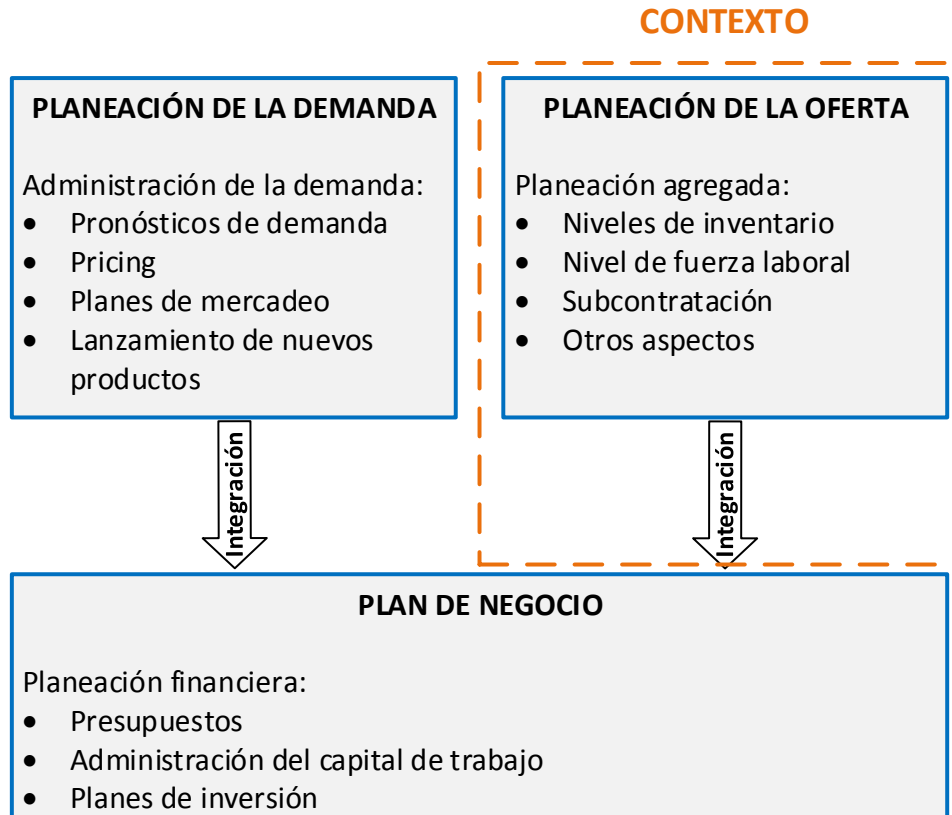 CONTEXTO
PLANEACIÓN DE LA DEMANDA
Administración de la demanda:
• Pronósticos de demanda
• Pricing
• Planes de mercadeo
• Lanzamiento de nuevos
productos
PLANEACIÓN DE LA OFERTA
Planeación agregada:
• Niveles de inventario
• Nivel de fuerza laboral
• Subcontratación
• Otros aspectos
Integración
Integración
PLAN DE NEGOCIO
Planeación financiera:
• Presupuestos
• Administración del capital de trabajo
• Planes de inversión